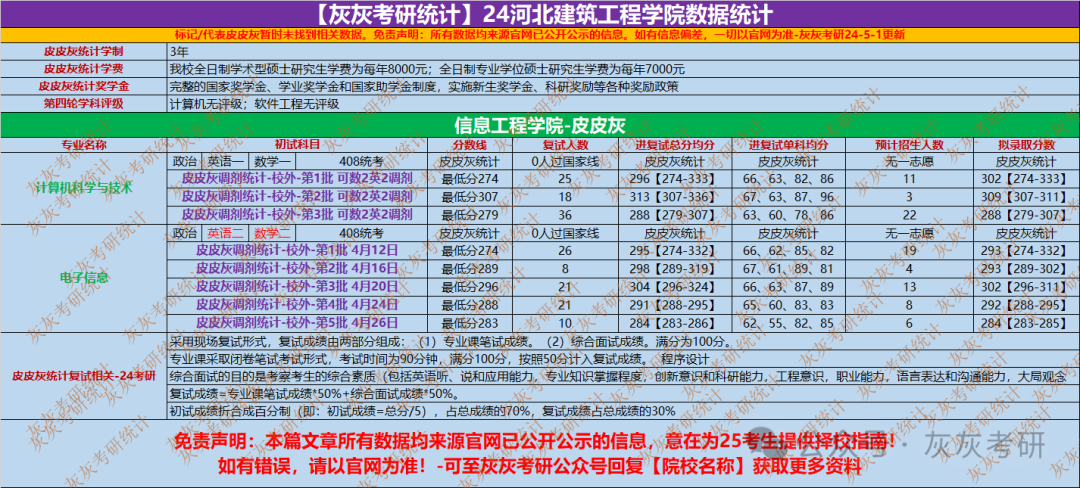 【灰灰考研统计】24河北建筑工程学院数据统计
标记/代表皮皮灰暂时未找到相关数据。免责声明：所有数据均来源官网已公开公示的信息。如有信息偏差，一切以官网为准-灰灰考研24-5-1更新
皮皮灰统计学制 3年
皮皮灰统计学费 我校全日制学术型硕士研究生学费为每年8000元；全日制专业学位硕士研究生学费为每年7000元
皮皮灰统计奖学金 完整的国家奖学金、学业奖学金和国家助学金制度，实施新生奖学金、科研奖励等各种奖励政策
第四轮学科评级 计算机无评级；软件工程无评级
信息工程学院-皮皮灰
专业名称 初试科目 分数线 复试人数 进复试总分均分 进复试单科均分 预计招生人数 拟录取分数
计算机科学与技术
政治 英语一 数学一 408统考 皮皮灰统计 0人过国家线 皮皮灰统计 皮皮灰统计 无一志愿 皮皮灰统计
皮皮灰调剂统计-校外-第1批 可数2英2调剂 最低分274 25 296【274-333】 66、63、82、86 11 302【274-333】
皮皮灰调剂统计-校外-第2批 可数2英2调剂 最低分307 18 313【307-336】 67、63、87、96 3 309【307-311】
皮皮灰调剂统计-校外-第3批 可数2英2调剂 最低分279 36 288【279-307】 63、60、78、86 22 288【279-307】
电子信息
政治 英语二 数学二 408统考 皮皮灰统计 0人过国家线 皮皮灰统计 皮皮灰统计 无一志愿 皮皮灰统计
皮皮灰调剂统计-校外-第1批 4月12日 最低分274 26 295【274-332】 66、62、85、82 19 293【274-332】
皮皮灰调剂统计-校外-第2批 4月16日 最低分289 8 298【289-319】 67、61、89、81 4 293【289-302】
皮皮灰调剂统计-校外-第3批 4月20日 最低分296 21 304【296-324】 66、63、87、89 13 302【296-311】
皮皮灰调剂统计-校外-第4批 4月24日 最低分288 21 291【288-295】 65、60、83、83 8 292【288-295】
皮皮灰调剂统计-校外-第5批 4月26日 最低分283 10 284【283-286】 62、55、82、85 6 284【283-285】
皮皮灰统计复试相关-24考研
采用现场复试形式，复试成绩由两部分组成：（1）专业课笔试成绩。（2）综合面试成绩。满分为100分。
专业课采取闭卷笔试考试形式，考试时间为90分钟，满分100分，按照50分计入复试成绩。 程序设计
综合面试的目的是考察考生的综合素质（包括英语听、说和应用能力，专业知识掌握程度，创新意识和科研能力，工程意识，职业能力，语言表达和沟通能力，大局观念
复试成绩=专业课笔试成绩*50%+综合面试成绩*50%。
初试成绩折合成百分制（即：初试成绩=总分/5），占总成绩的70%，复试成绩占总成绩的30%
免责声明：本篇文章所有数据均来源官网已公开公示的信息，意在为25考生提供择校指南！
如有错误，请以官网为准！-可至灰灰考研公众号回复【院校名称】获取更多资料
公众号·灰灰考研
灰灰考研统计